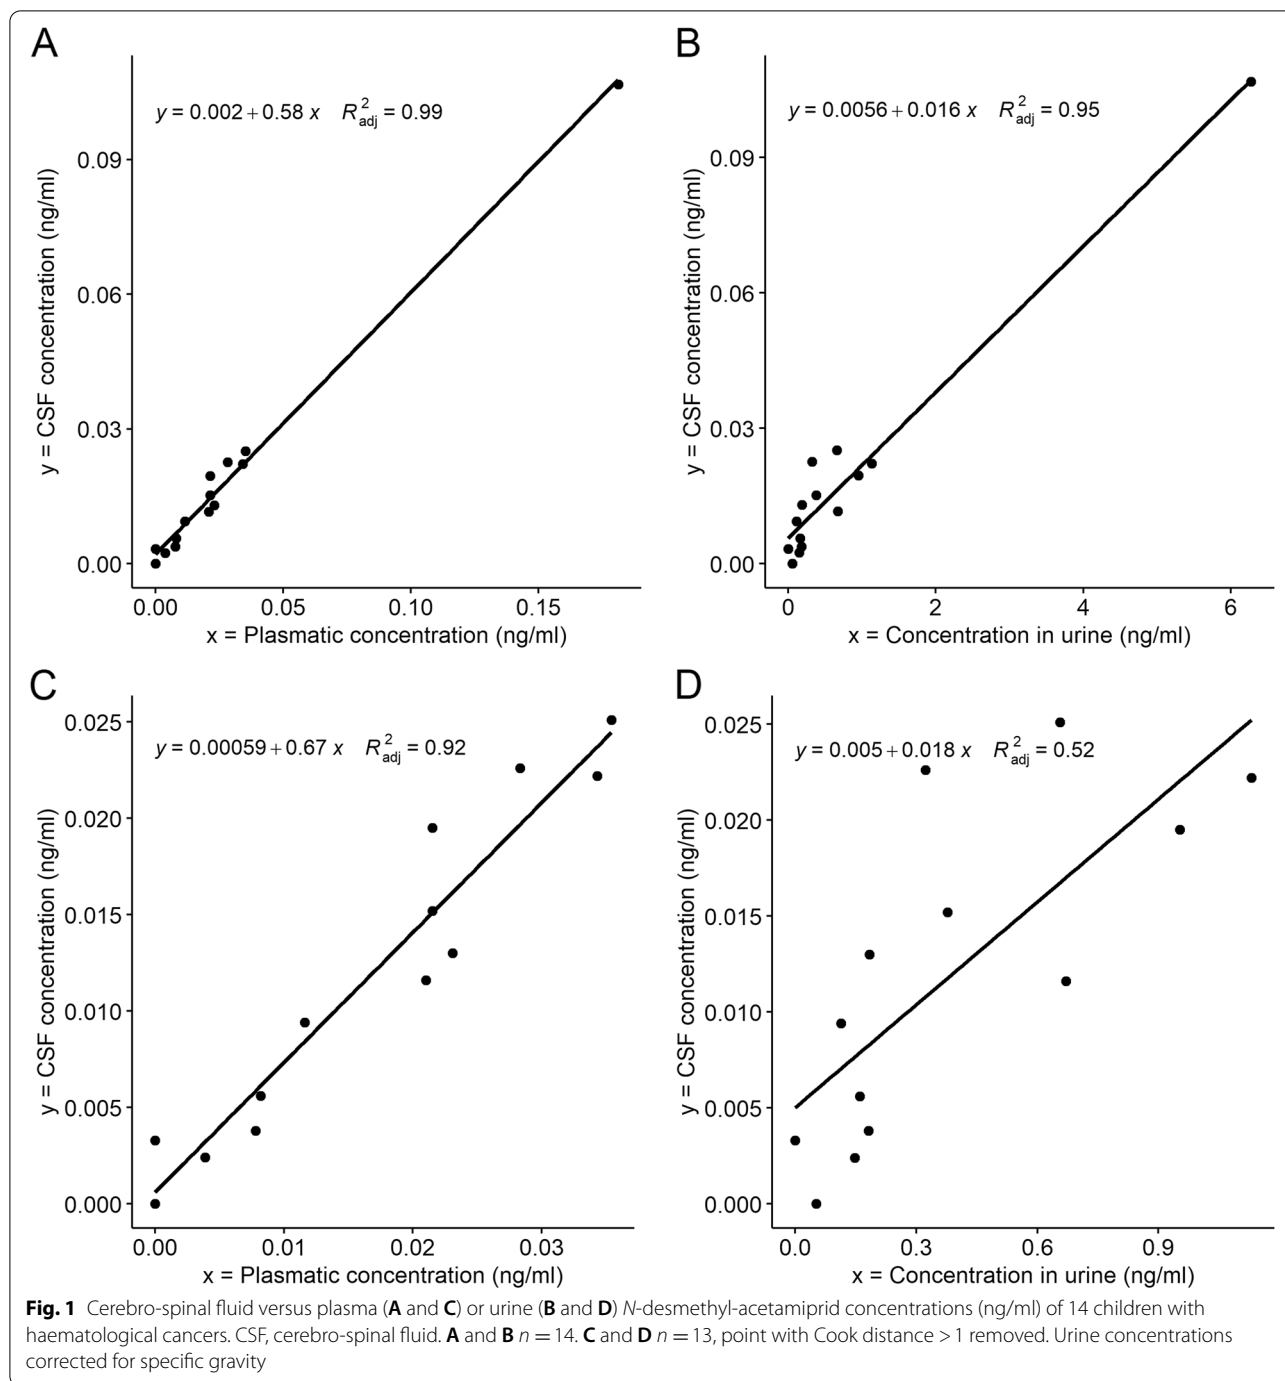 A
y = 0.002 + 0.58 x R²adj = 0.99
0.09
0.06
0.03
0.00
y = CSF concentration (ng/ml)
0.00 0.05 0.10 0.15
x = Plasmatic concentration (ng/ml)
B
y = 0.0056 + 0.016 x R²adj = 0.95
0.09
0.06
0.03
0.00
y = CSF concentration (ng/ml)
0 2 4 6
x = Concentration in urine (ng/ml)
C
y = 0.00059 + 0.67 x R²adj = 0.92
0.025
0.020
0.015
0.010
0.005
0.000
y = CSF concentration (ng/ml)
0.00 0.01 0.02 0.03
x = Plasmatic concentration (ng/ml)
D
y = 0.005 + 0.018 x R²adj = 0.52
0.025
0.020
0.015
0.010
0.005
0.000
y = CSF concentration (ng/ml)
0.0 0.3 0.6 0.9
x = Concentration in urine (ng/ml)
Fig. 1 Cerebro-spinal fluid versus plasma (A and C) or urine (B and D) N-desmethyl-acetamiprid concentrations (ng/ml) of 14 children with
haematological cancers. CSF, cerebro-spinal fluid. A and B n = 14. C and D n = 13, point with Cook distance > 1 removed. Urine concentrations
corrected for specific gravity